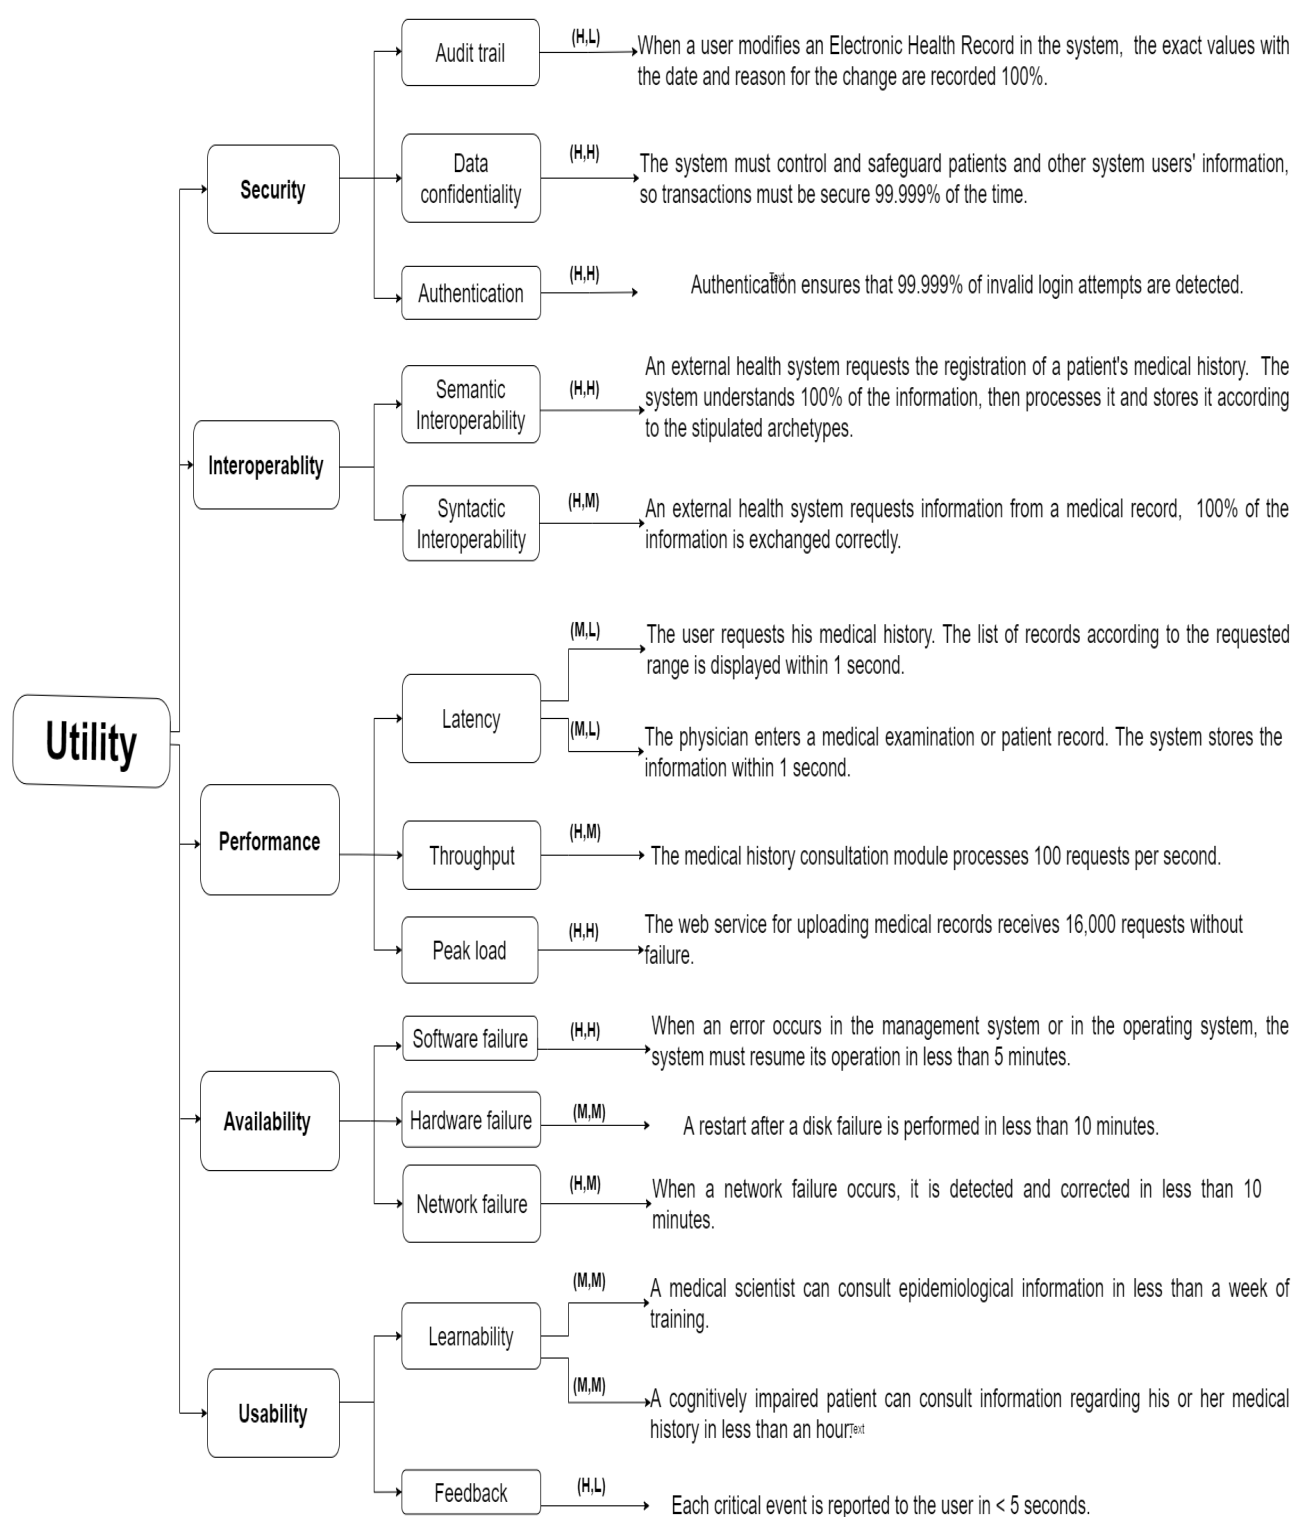 Audit trail
(H,L)
When a user modifies an Electronic Health Record in the system, the exact values with
the date and reason for the change are recorded 100%.
Security
Data
confidentiality
(H,H)
The system must control and safeguard patients and other system users' information,
so transactions must be secure 99.999% of the time.
Authentication
(H,H)
Text
Authentication ensures that 99.999% of invalid login attempts are detected.
Interoperablity
Semantic
Interoperability
(H,H)
An external health system requests the registration of a patient's medical history. The
system understands 100% of the information, then processes it and stores it according
to the stipulated archetypes.
Syntactic
Interoperability
(H,M)
An external health system requests information from a medical record, 100% of the
information is exchanged correctly.
Utility
Performance
Latency
(M,L)
The user requests his medical history. The list of records according to the requested
range is displayed within 1 second.
(M,L)
The physician enters a medical examination or patient record. The system stores the
information within 1 second.
Throughput
(H,M)
The medical history consultation module processes 100 requests per second.
Peak load
(H,H)
The web service for uploading medical records receives 16,000 requests without
failure.
Availability
Software failure
(H,H)
When an error occurs in the management system or in the operating system, the
system must resume its operation in less than 5 minutes.
Hardware failure
(M,M)
A restart after a disk failure is performed in less than 10 minutes.
Network failure
(H,M)
When a network failure occurs, it is detected and corrected in less than 10
minutes.
Usability
Learnability
(M,M)
A medical scientist can consult epidemiological information in less than a week of
training.
(M,M)
A cognitively impaired patient can consult information regarding his or her medical
history in less than an hour.
Text
Feedback
(H,L)
Each critical event is reported to the user in < 5 seconds.